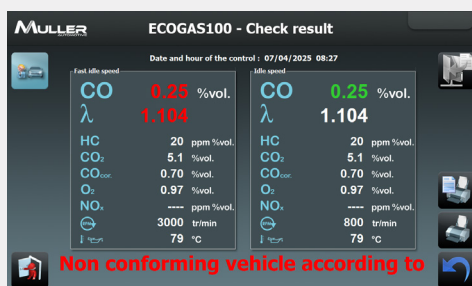 MULLER
AUTOMOTIVE
ECOGAS100 - Check result
Date and hour of the control : 07/04/2025 08:27
Fast idle speed
CO 0.25 %vol.
λ 1.104
HC 20 ppm %vol.
CO₂ 5.1 %vol.
COcor. 0.70 %vol.
O₂ 0.97 %vol.
NOx ---- ppm %vol.
3000 tr/min
79 °C
Idle speed
CO 0.25 %vol.
λ 1.104
HC 20 ppm %vol.
CO₂ 5.1 %vol.
COcor. 0.70 %vol.
O₂ 0.97 %vol.
NOx ---- ppm %vol.
800 tr/min
79 °C
Non conforming vehicle according to